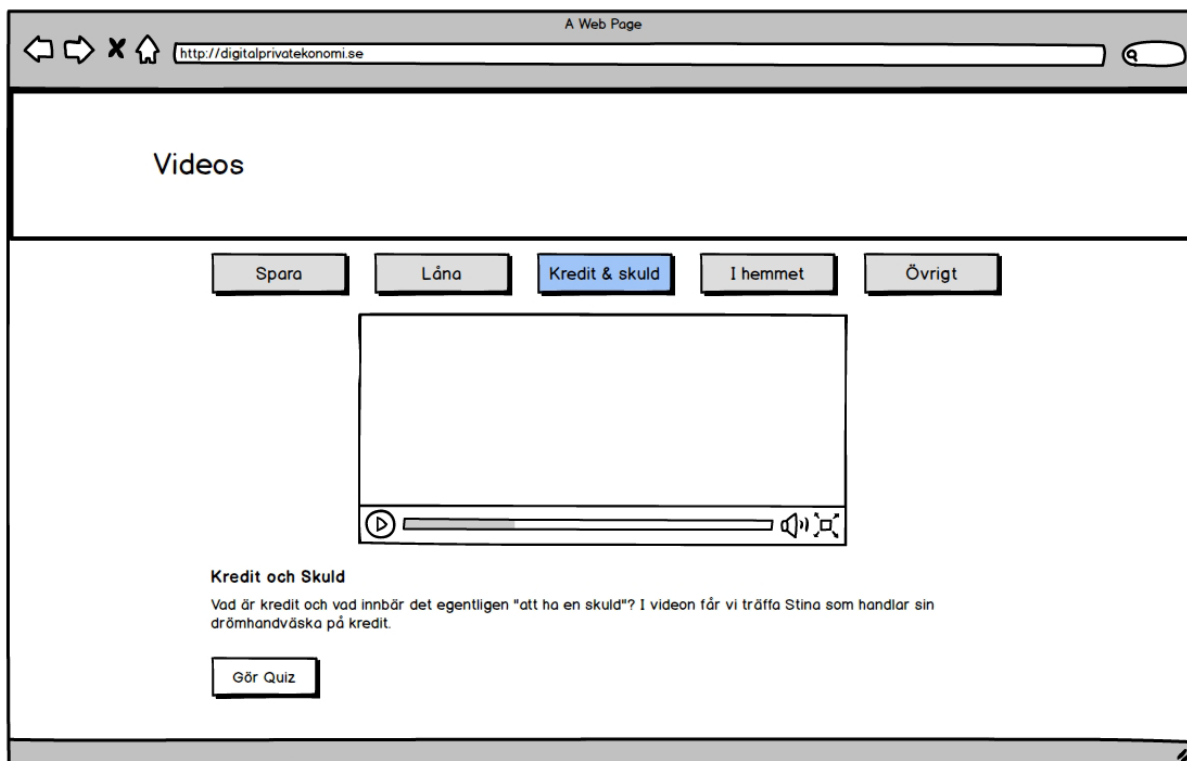 A Web Page
http://digitalprivatekonomi.se
Videos
Spara
Låna
Kredit & skuld
I hemmet
Övrigt
Kredit och Skuld
Vad är kredit och vad innbär det egentligen "att ha en skuld"? I videon får vi träffa Stina som handlar sin
drömhandväska på kredit.
Gör Quiz